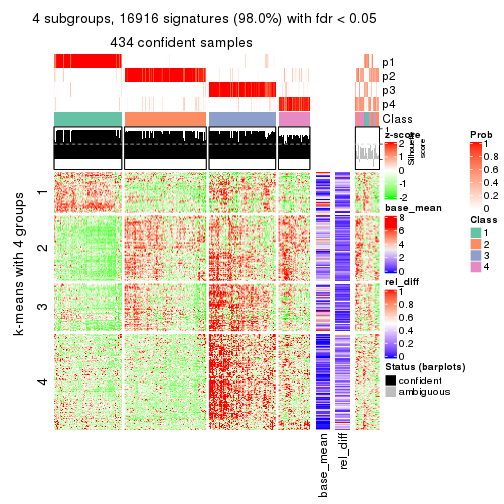 4 subgroups, 16916 signatures (98.0%) with fdr < 0.05
434 confident samples
p1
p2
p3
p4
Class
Silhouette score
1
z-score
2
1
0
-1
-2
Prob
1
0.8
0.6
0.4
0.2
0
base_mean
8
6
4
2
0
Class
1
2
3
4
rel_diff
1
0.8
0.6
0.4
0.2
0
Status (barplots)
confident
ambiguous
k-means with 4 groups
1
2
3
4
base_mean
rel_diff